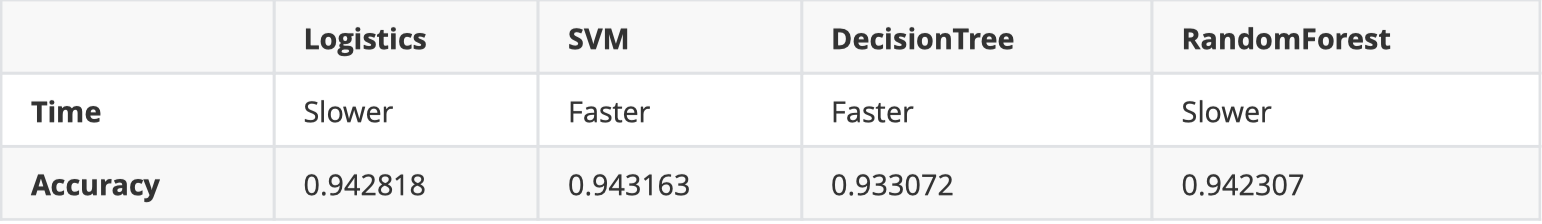 Logistics SVM DecisionTree RandomForest
Time Slower Faster Faster Slower
Accuracy 0.942818 0.943163 0.933072 0.942307